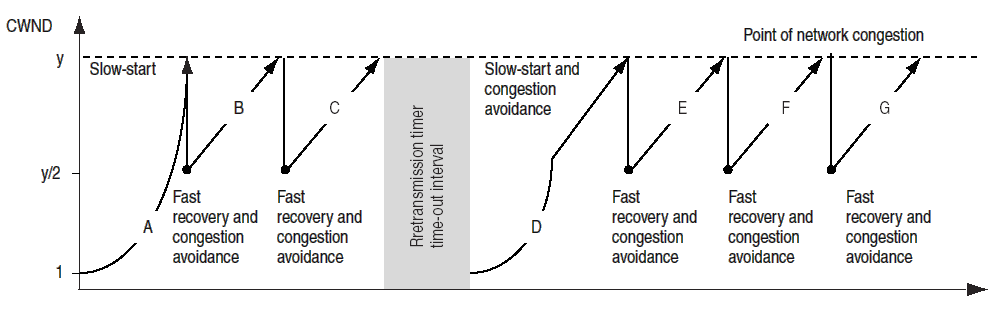 CWND
Point of network congestion
y
Slow-start
Slow-start and
congestion
avoidance
B
C
E
F
G
Rretransmission timer
time-out interval
y/2
Fast
recovery and
congestion
avoidance
Fast
recovery and
congestion
avoidance
Fast
recovery and
congestion
avoidance
Fast
recovery and
congestion
avoidance
Fast
recovery and
congestion
avoidance
A
D
1